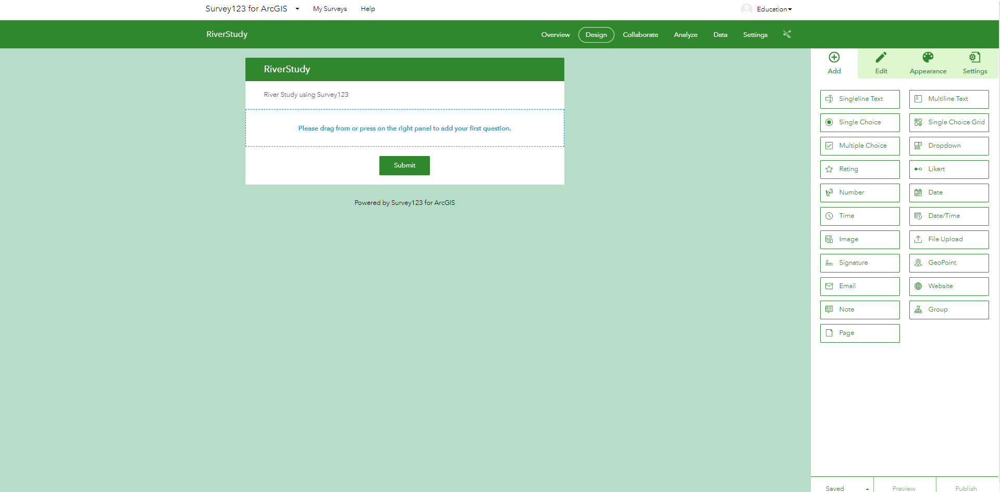 Survey123 for ArcGIS My Surveys Help Education
RiverStudy Overview Design Collaborate Analyze Data Settings
RiverStudy
River Study using Survey123
Please drag from or press on the right panel to add your first question.
Submit
Powered by Survey123 for ArcGIS
Add Edit Appearance Settings
Singleline Text Multiline Text
Single Choice Single Choice Grid
Multiple Choice Dropdown
Rating Likert
Number Date
Time Date/Time
Image File Upload
Signature GeoPoint
Email Website
Note Group
Page
Saved Preview Publish